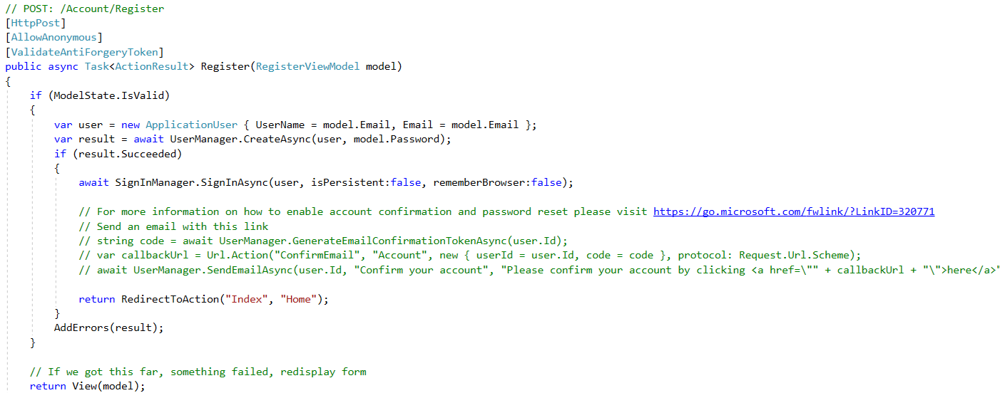 // POST: /Account/Register
[HttpPost]
[AllowAnonymous]
[ValidateAntiForgeryToken]
public async Task<ActionResult> Register(RegisterViewModel model)
{
if (ModelState.IsValid)
{
var user = new ApplicationUser { UserName = model.Email, Email = model.Email };
var result = await UserManager.CreateAsync(user, model.Password);
if (result.Succeeded)
{
await SignInManager.SignInAsync(user, isPersistent:false, rememberBrowser:false);
// For more information on how to enable account confirmation and password reset please visit https://go.microsoft.com/fwlink/?LinkID=320771
// Send an email with this link
// string code = await UserManager.GenerateEmailConfirmationTokenAsync(user.Id);
// var callbackUrl = Url.Action("ConfirmEmail", "Account", new { userId = user.Id, code = code }, protocol: Request.Url.Scheme);
// await UserManager.SendEmailAsync(user.Id, "Confirm your account", "Please confirm your account by clicking <a href=\"" + callbackUrl + "\">here</a>"
return RedirectToAction("Index", "Home");
}
AddErrors(result);
}
// If we got this far, something failed, redisplay form
return View(model);